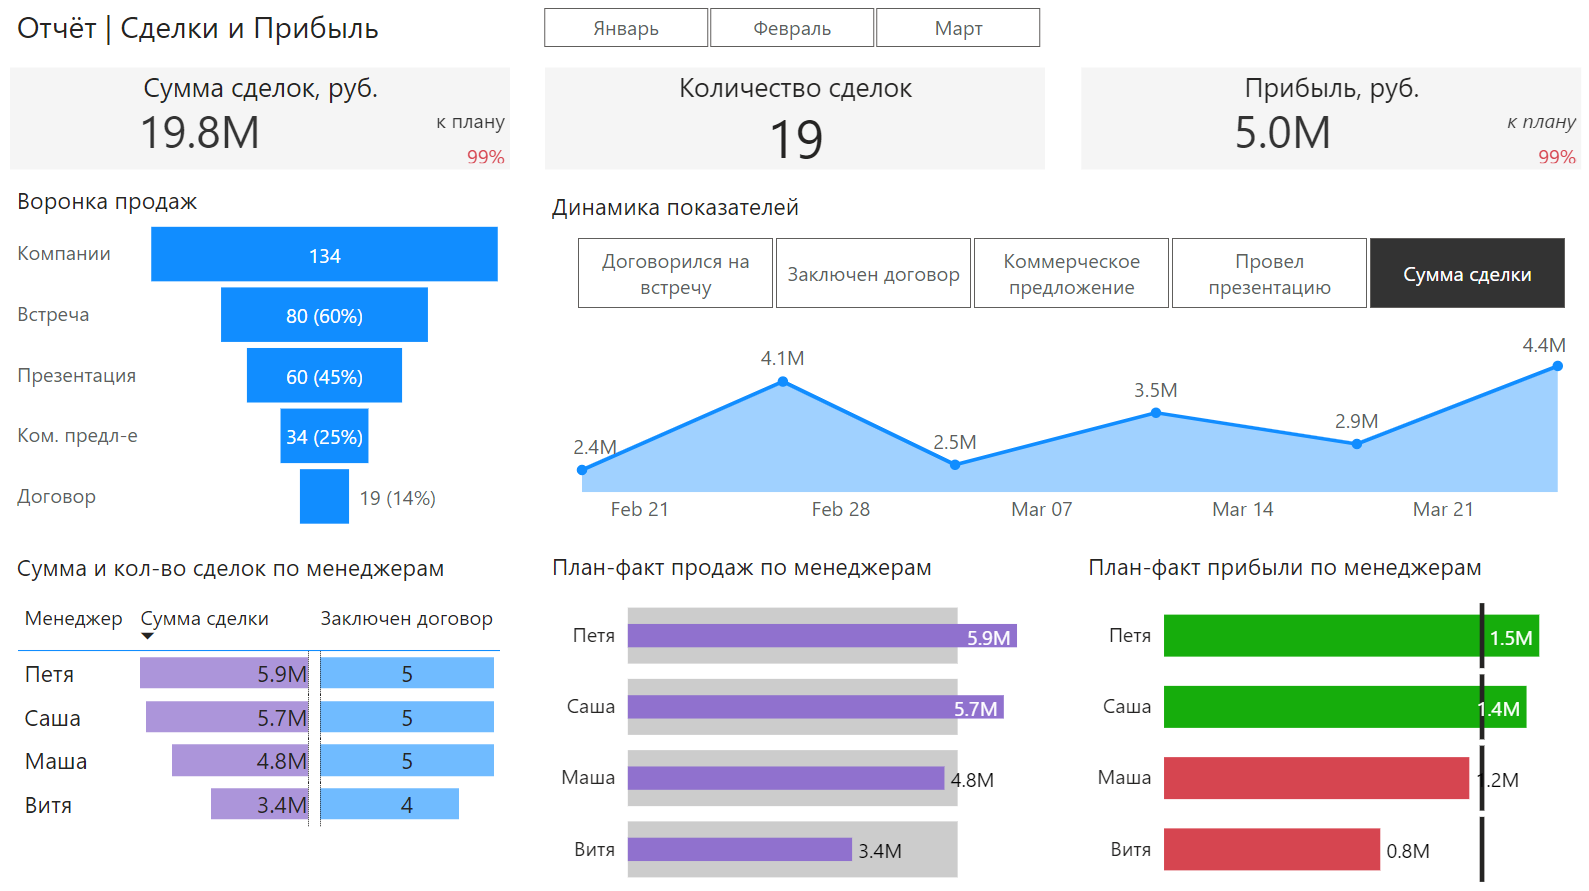 Отчёт | Сделки и Прибыль
Январь
Февраль
Март
Сумма сделок, руб.
19.8M
к плану
99%
Количество сделок
19
Прибыль, руб.
5.0M
к плану
99%
Воронка продаж
Компании
134
Встреча
80 (60%)
Презентация
60 (45%)
Ком. предл-е
34 (25%)
Договор
19 (14%)
Динамика показателей
Договорился на
встречу
Заключен договор
Коммерческое
предложение
Провел
презентацию
Сумма сделки
2.4M
4.1M
2.5M
3.5M
2.9M
4.4M
Feb 21
Feb 28
Mar 07
Mar 14
Mar 21
Сумма и кол-во сделок по менеджерам
Менеджер
Сумма сделки
Заключен договор
Петя
5.9M
5
Саша
5.7M
5
Маша
4.8M
5
Витя
3.4M
4
План-факт продаж по менеджерам
Петя
5.9M
Саша
5.7M
Маша
4.8M
Витя
3.4M
План-факт прибыли по менеджерам
Петя
1.5M
Саша
1.4M
Маша
1.2M
Витя
0.8M